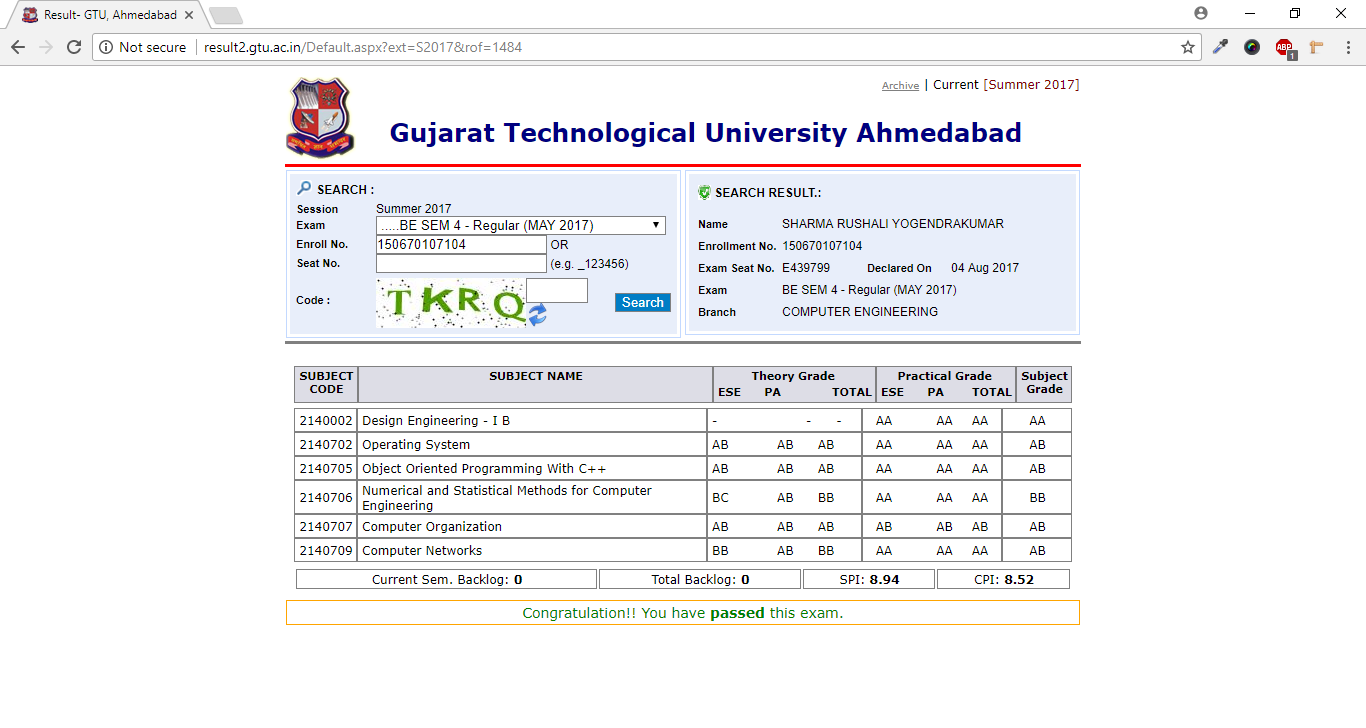 Result- GTU, Ahmedabad
Not secure | result2.gtu.ac.in/Default.aspx?ext=S2017&rof=1484
ABP 1
Archive | Current [Summer 2017]
Gujarat Technological University Ahmedabad
SEARCH :
Session Summer 2017
Exam .....BE SEM 4 - Regular (MAY 2017)
Enroll No. 150670107104 OR
Seat No. (e.g. _123456)
Code : TKRQ Search
SEARCH RESULT.:
Name SHARMA RUSHALI YOGENDRAKUMAR
Enrollment No. 150670107104
Exam Seat No. E439799 Declared On 04 Aug 2017
Exam BE SEM 4 - Regular (MAY 2017)
Branch COMPUTER ENGINEERING
SUBJECT CODE SUBJECT NAME Theory Grade Practical Grade Subject Grade
ESE PA TOTAL ESE PA TOTAL
2140002 Design Engineering - I B - - - AA AA AA AA
2140702 Operating System AB AB AB AA AA AA AB
2140705 Object Oriented Programming With C++ AB AB AB AA AA AA AB
2140706 Numerical and Statistical Methods for Computer Engineering BC AB BB AA AA AA BB
2140707 Computer Organization AB AB AB AB AB AB AB
2140709 Computer Networks BB AB BB AA AA AA AB
Current Sem. Backlog: 0 Total Backlog: 0 SPI: 8.94 CPI: 8.52
Congratulation!! You have passed this exam.